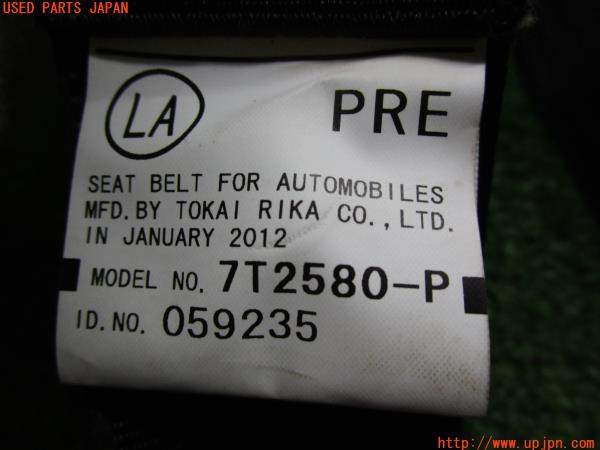 USED PARTS JAPAN
LA
PRE
SEAT BELT FOR AUTOMOBILES
MFD. BY TOKAI RIKA CO., LTD.
IN JANUARY 2012
MODEL NO. 7T2580-P
ID. NO. 059235
http://www.upjpn.com